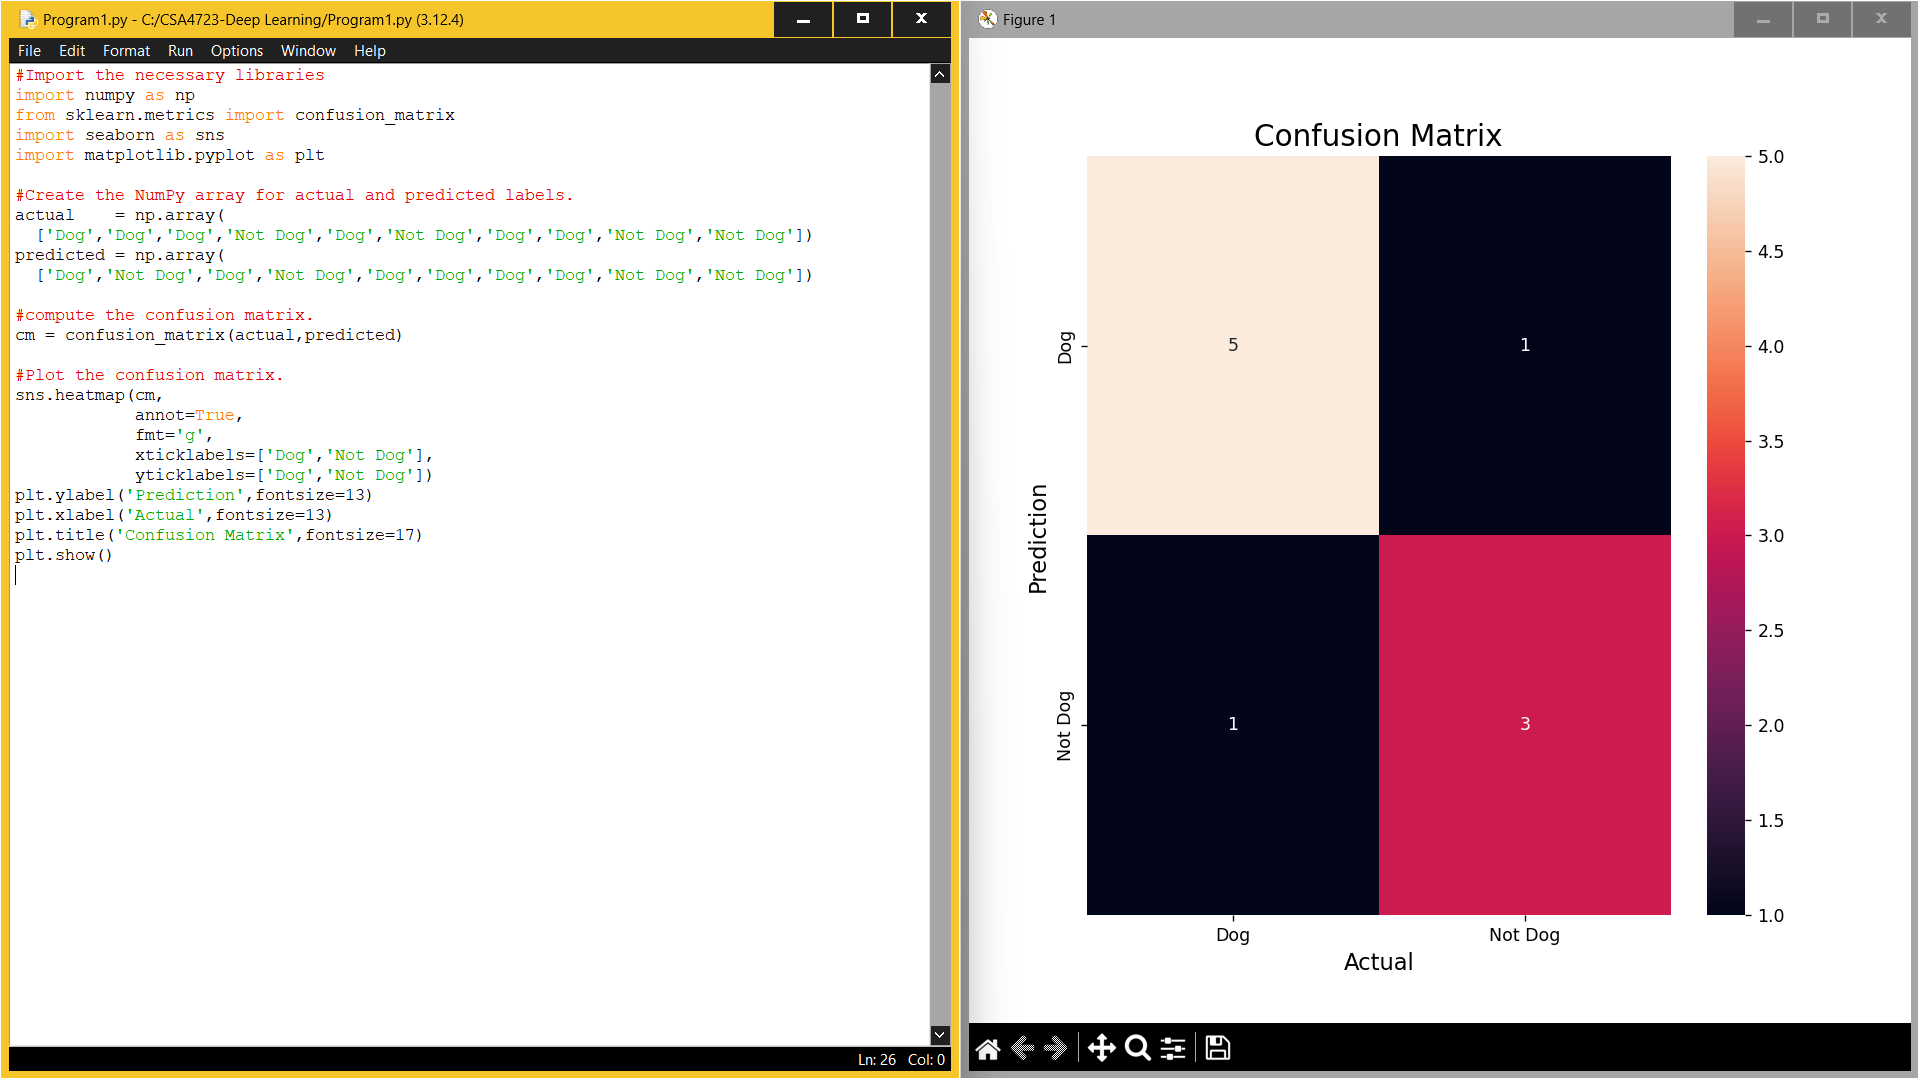 Program1.py - C:/CSA4723-Deep Learning/Program1.py (3.12.4)
File Edit Format Run Options Window Help
#Import the necessary libraries
import numpy as np
from sklearn.metrics import confusion_matrix
import seaborn as sns
import matplotlib.pyplot as plt
#Create the NumPy array for actual and predicted labels.
actual    = np.array(
  ['Dog','Dog','Dog','Not Dog','Dog','Not Dog','Dog','Dog','Not Dog','Not Dog'])
predicted = np.array(
  ['Dog','Not Dog','Dog','Not Dog','Dog','Dog','Dog','Dog','Not Dog','Not Dog'])
#compute the confusion matrix.
cm = confusion_matrix(actual,predicted)
#Plot the confusion matrix.
sns.heatmap(cm,
            annot=True,
            fmt='g',
            xticklabels=['Dog','Not Dog'],
            yticklabels=['Dog','Not Dog'])
plt.ylabel('Prediction',fontsize=13)
plt.xlabel('Actual',fontsize=13)
plt.title('Confusion Matrix',fontsize=17)
plt.show()
Ln: 26 Col: 0
Figure 1
Confusion Matrix
Prediction
Dog
Not Dog
5 1
1 3
Dog Not Dog
Actual
5.0
4.5
4.0
3.5
3.0
2.5
2.0
1.5
1.0